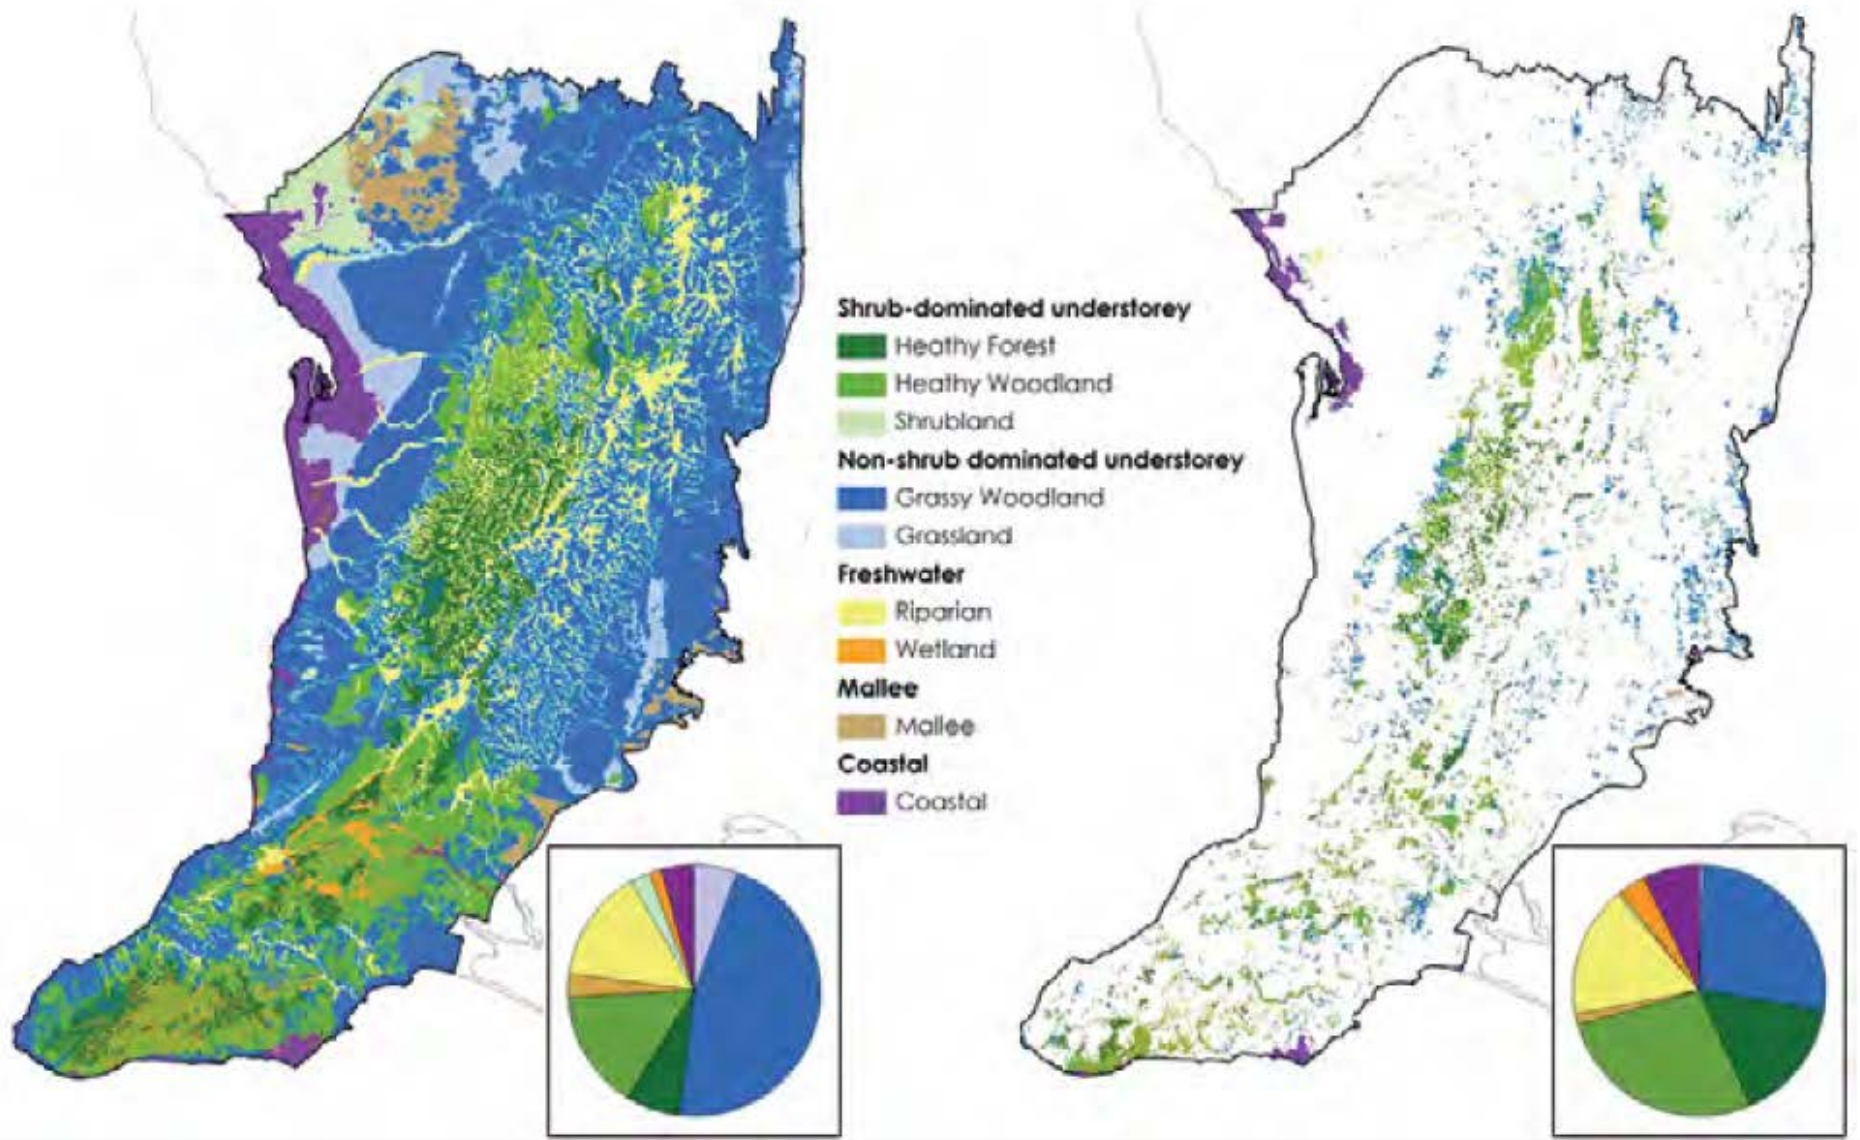 Shrub-dominated understorey
Heathy Forest
Heathy Woodland
Shrubland
Non-shrub dominated understorey
Grassy Woodland
Grassland
Freshwater
Riparian
Wetland
Mallee
Mallee
Coastal
Coastal